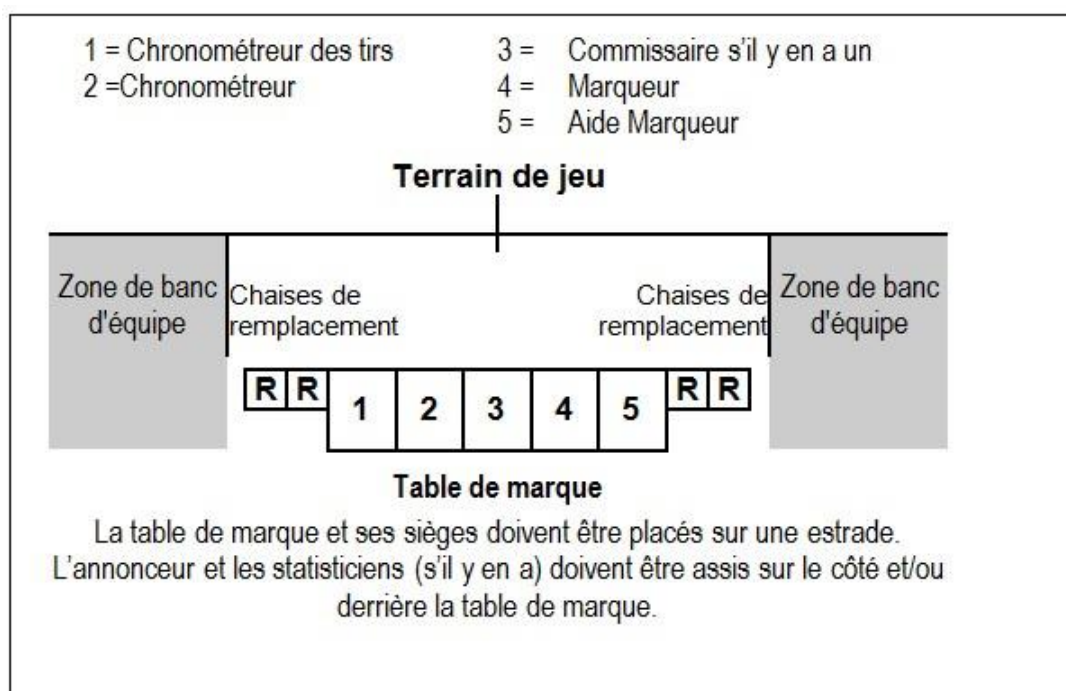 1 = Chronométreur des tirs
2 =Chronométreur
3 = Commissaire s'il y en a un
4 = Marqueur
5 = Aide Marqueur
Terrain de jeu
Zone de banc
d'équipe
Chaises de
remplacement
Chaises de
remplacement
Zone de banc
d'équipe
R R 1 2 3 4 5 R R
Table de marque
La table de marque et ses sièges doivent être placés sur une estrade.
L'annonceur et les statisticiens (s'il y en a) doivent être assis sur le côté et/ou
derrière la table de marque.